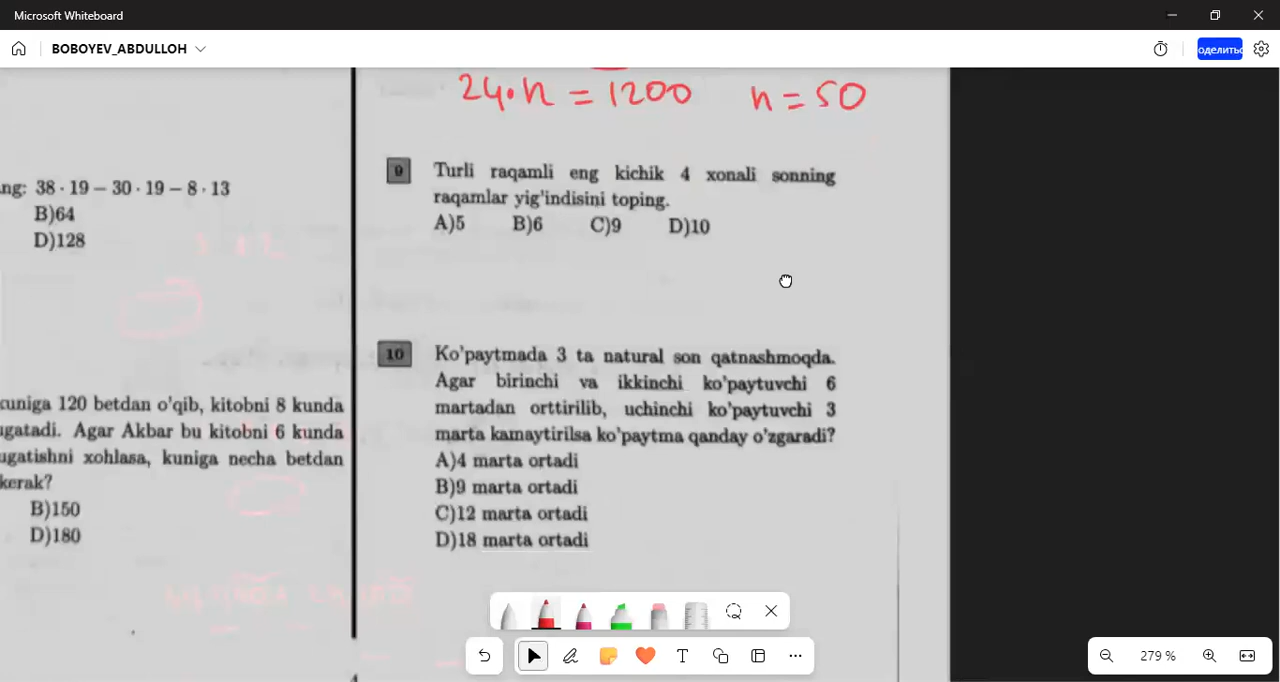 Microsoft Whiteboard
BOBOYEV_ABDULLOH
оделитьс
24·n = 1200 n = 50
ng: 38 · 19 − 30 · 19 − 8 · 13
B)64
D)128
kuniga 120 betdan o'qib, kitobni 8 kunda
ugatadi. Agar Akbar bu kitobni 6 kunda
ugatishni xohlasa, kuniga necha betdan
kerak?
B)150
D)180
9 Turli raqamli eng kichik 4 xonali sonning
raqamlar yig'indisini toping.
A)5 B)6 C)9 D)10
10 Ko'paytmada 3 ta natural son qatnashmoqda.
Agar birinchi va ikkinchi ko'paytuvchi 6
martadan orttirilib, uchinchi ko'paytuvchi 3
marta kamaytirilsa ko'paytma qanday o'zgaradi?
A)4 marta ortadi
B)9 marta ortadi
C)12 marta ortadi
D)18 marta ortadi
279 %